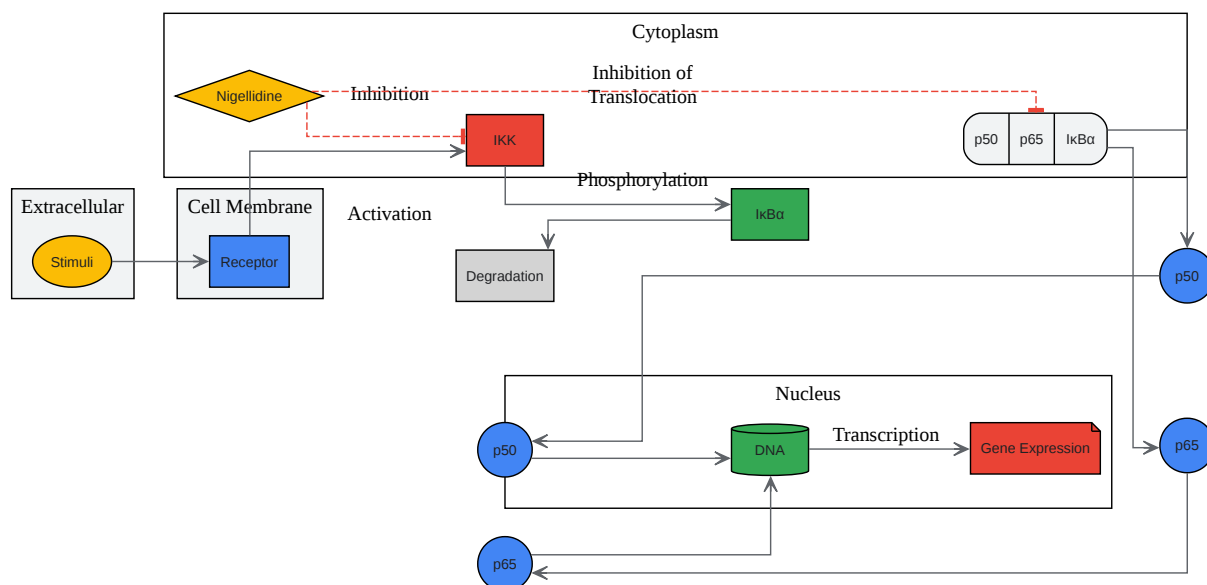 Cytoplasm
Nigellidine
Inhibition
Inhibition of
Translocation
IKK
p50
p65
IκBα
Phosphorylation
Extracellular
Cell Membrane
Activation
IκBα
Stimuli
Receptor
Degradation
p50
Nucleus
p50
DNA
Transcription
Gene Expression
p65
p65